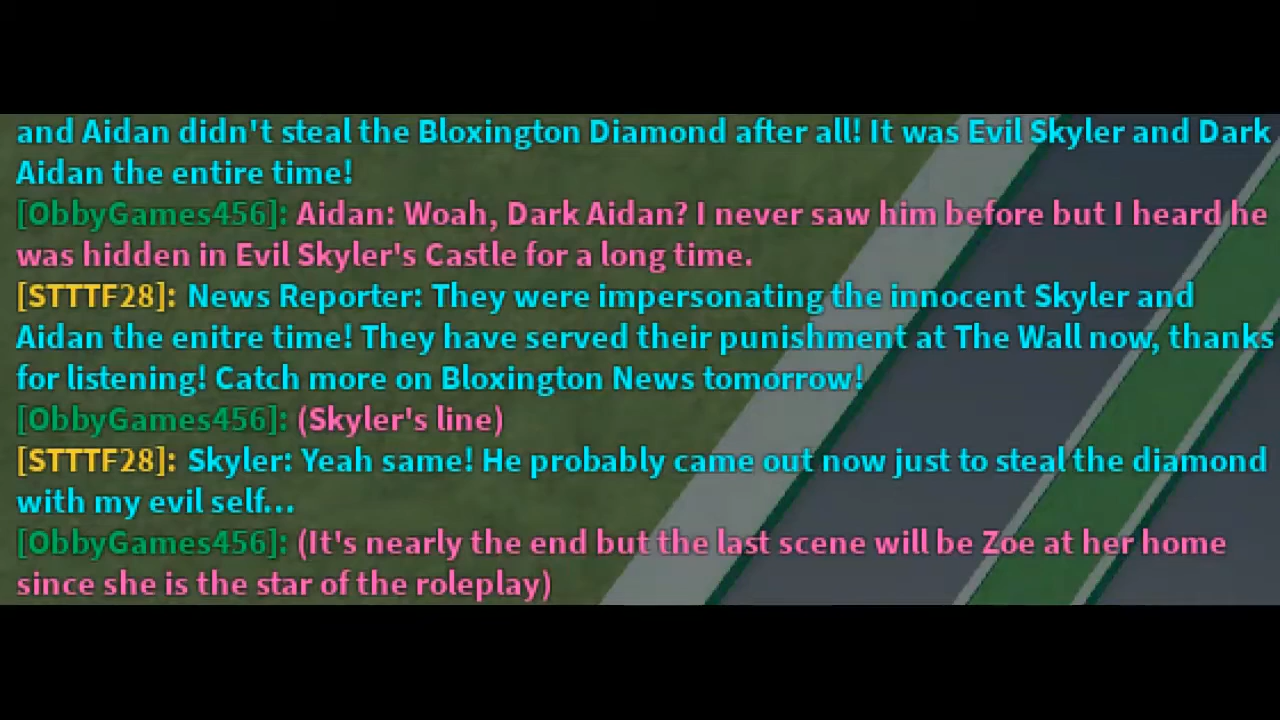 and Aidan didn't steal the Bloxington Diamond after all! It was Evil Skyler and Dark
Aidan the entire time!
[ObbyGames456]: Aidan: Woah, Dark Aidan? I never saw him before but I heard he
was hidden in Evil Skyler's Castle for a long time.
[STTTF28]: News Reporter: They were impersonating the innocent Skyler and
Aidan the enitre time! They have served their punishment at The Wall now, thanks
for listening! Catch more on Bloxington News tomorrow!
[ObbyGames456]: (Skyler's line)
[STTTF28]: Skyler: Yeah same! He probably came out now just to steal the diamond
with my evil self...
[ObbyGames456]: (It's nearly the end but the last scene will be Zoe at her home
since she is the star of the roleplay)